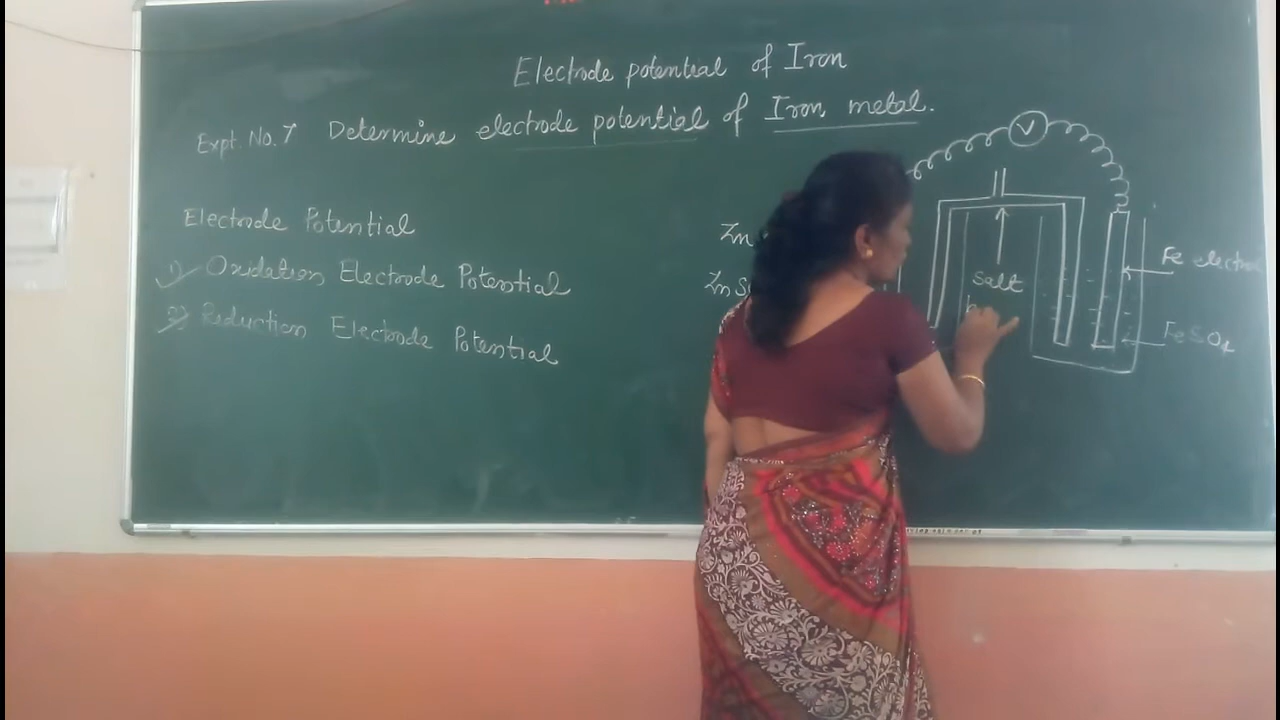 Electrode potential of Iron
Expt. No. 7 Determine electrode potential of Iron metal.
V
Electrode Potential
1) Oxidation Electrode Potential
2) Reduction Electrode Potential
Zn
Zn S
salt
b
Fe electro
FeSO4